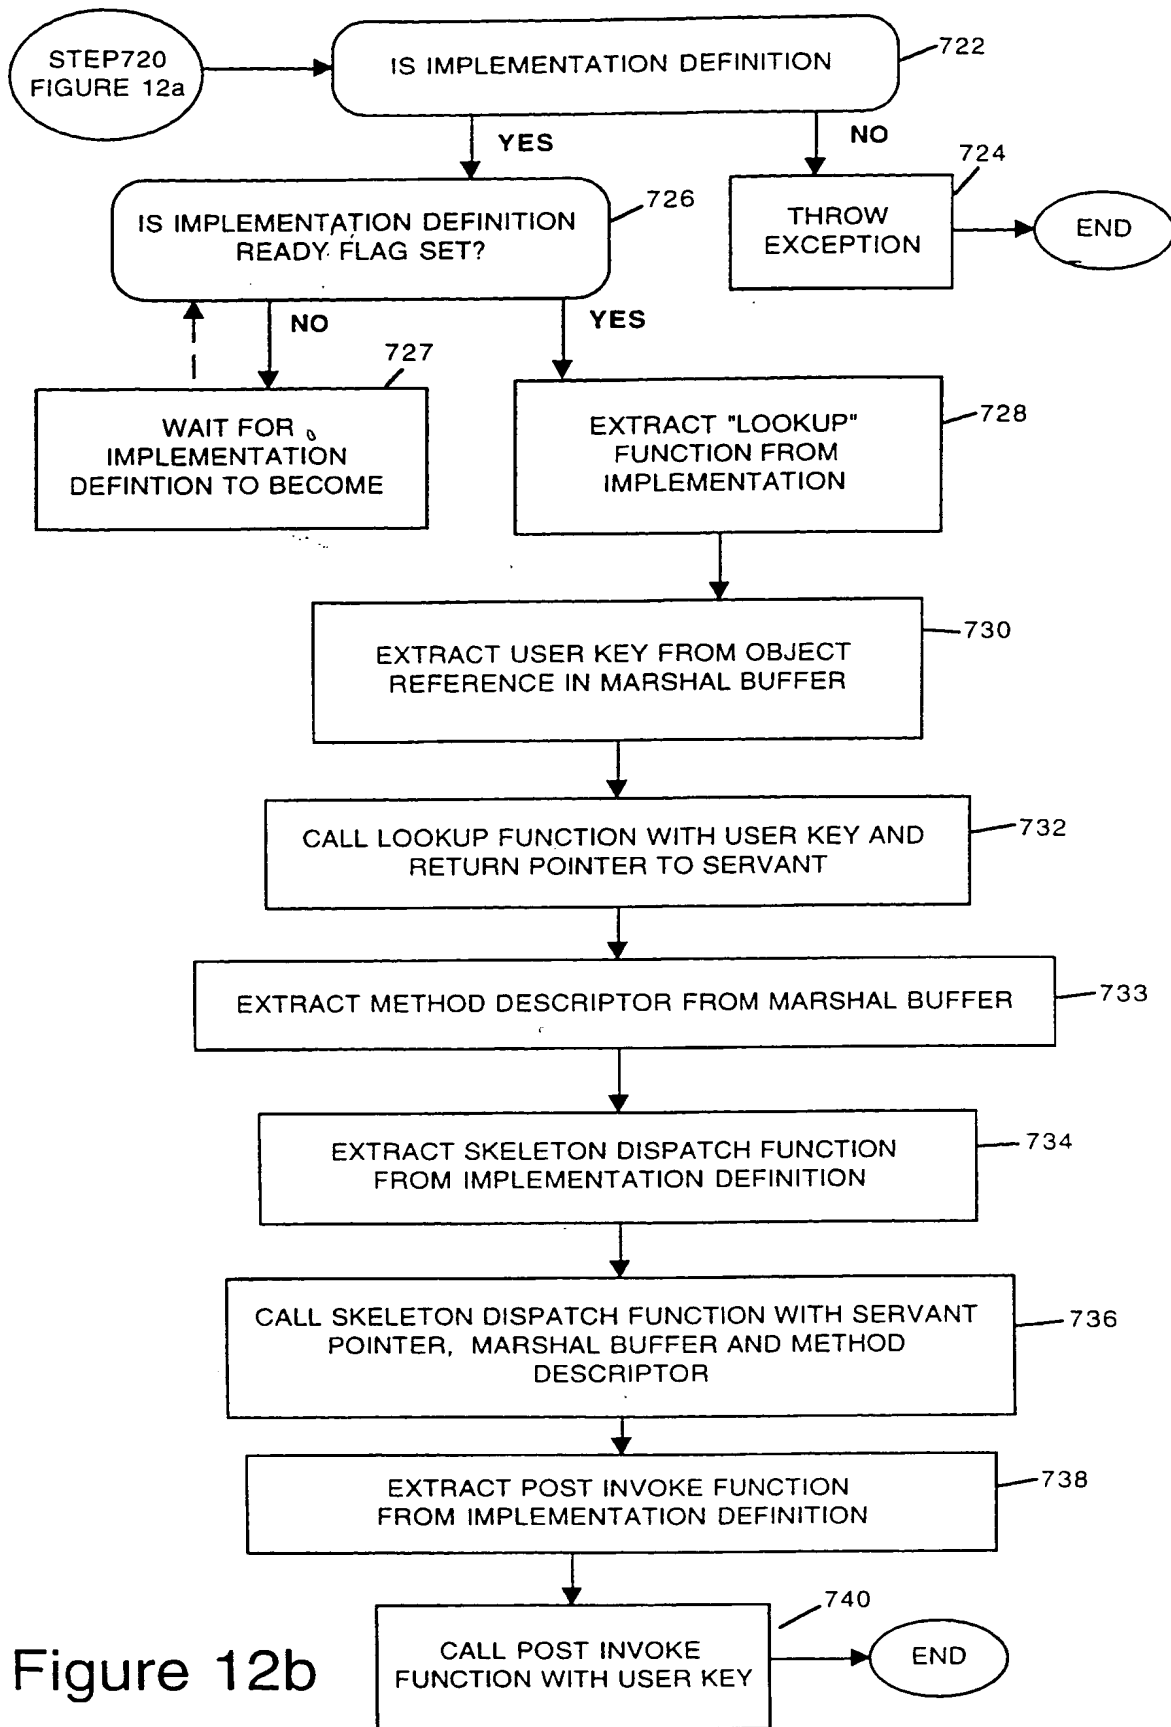 STEP720
FIGURE 12a
IS IMPLEMENTATION DEFINITION
722
YES
NO
724
IS IMPLEMENTATION DEFINITION
READY FLAG SET?
726
THROW
EXCEPTION
END
NO
YES
727
WAIT FOR
IMPLEMENTATION
DEFINTION TO BECOME
EXTRACT "LOOKUP"
FUNCTION FROM
IMPLEMENTATION
728
EXTRACT USER KEY FROM OBJECT
REFERENCE IN MARSHAL BUFFER
730
CALL LOOKUP FUNCTION WITH USER KEY AND
RETURN POINTER TO SERVANT
732
EXTRACT METHOD DESCRIPTOR FROM MARSHAL BUFFER
733
EXTRACT SKELETON DISPATCH FUNCTION
FROM IMPLEMENTATION DEFINITION
734
CALL SKELETON DISPATCH FUNCTION WITH SERVANT
POINTER, MARSHAL BUFFER AND METHOD
DESCRIPTOR
736
EXTRACT POST INVOKE FUNCTION
FROM IMPLEMENTATION DEFINITION
738
CALL POST INVOKE
FUNCTION WITH USER KEY
740
END
Figure 12b